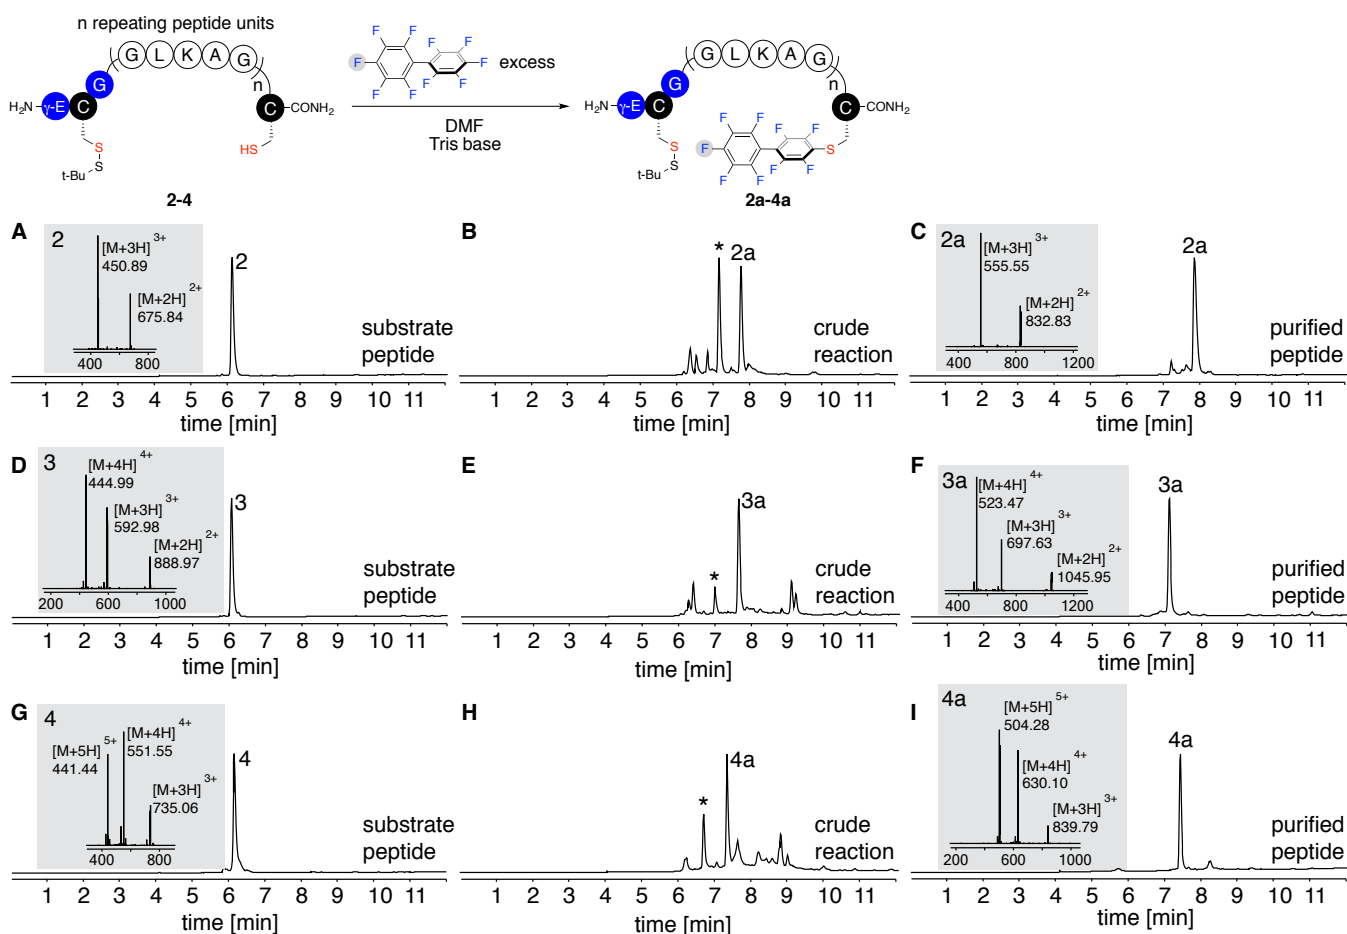 n repeating peptide units
G L K A G
n
G
H₂N γ-E C C CONH₂
S
S
t-Bu
HS
2-4
F F F F
F F F excess
F F F
DMF
Tris base
G L K A G
n
G
H₂N γ-E C C CONH₂
S
S
t-Bu
F F F F
F S
F F F F
2a-4a
A
2
[M+3H] 3+
450.89
[M+2H] 2+
675.84
400 800
2
substrate
peptide
1 2 3 4 5 6 7 8 9 10 11
time [min]
B
* 2a
crude
reaction
1 2 3 4 5 6 7 8 9 10 11
time [min]
C
2a
[M+3H] 3+
555.55
[M+2H] 2+
832.83
400 800 1200
2a
purified
peptide
1 2 3 4 5 6 7 8 9 10 11
time [min]
D
3
[M+4H] 4+
444.99
[M+3H] 3+
592.98
[M+2H] 2+
888.97
200 600 1000
3
substrate
peptide
1 2 3 4 5 6 7 8 9 10 11
time [min]
E
3a
*
crude
reaction
1 2 3 4 5 6 7 8 9 10 11
time [min]
F
3a
[M+4H] 4+
523.47
[M+3H] 3+
697.63
[M+2H] 2+
1045.95
400 800 1200
3a
purified
peptide
1 2 3 4 5 6 7 8 9 10 11
time [min]
G
4
[M+5H] 5+
441.44
[M+4H] 4+
551.55
[M+3H] 3+
735.06
400 800
4
substrate
peptide
1 2 3 4 5 6 7 8 9 10 11
time [min]
H
4a
*
crude
reaction
1 2 3 4 5 6 7 8 9 10 11
time [min]
I
4a
[M+5H] 5+
504.28
[M+4H] 4+
630.10
[M+3H] 3+
839.79
200 600 1000
4a
purified
peptide
1 2 3 4 5 6 7 8 9 10 11
time [min]